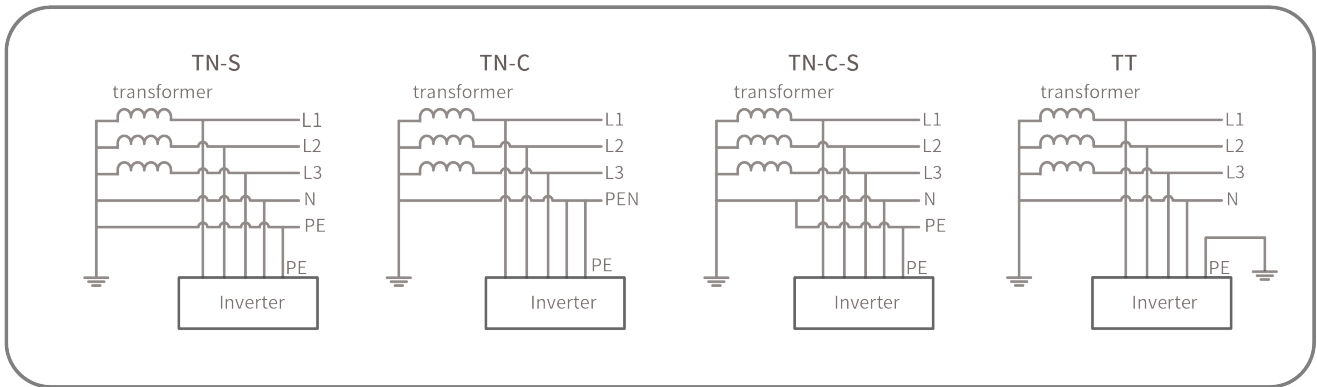 TN-S
transformer
L1
L2
L3
N
PE
PE
Inverter
TN-C
transformer
L1
L2
L3
PEN
PE
Inverter
TN-C-S
transformer
L1
L2
L3
N
PE
PE
Inverter
TT
transformer
L1
L2
L3
N
PE
Inverter